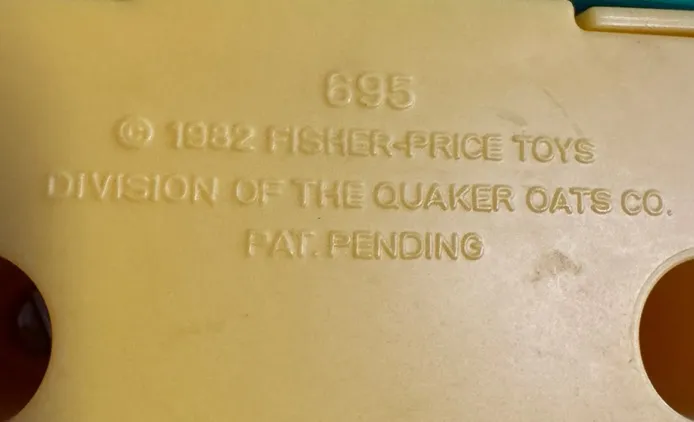 695
© 1982 FISHER-PRICE TOYS
DIVISION OF THE QUAKER OATS CO.
PAT. PENDING